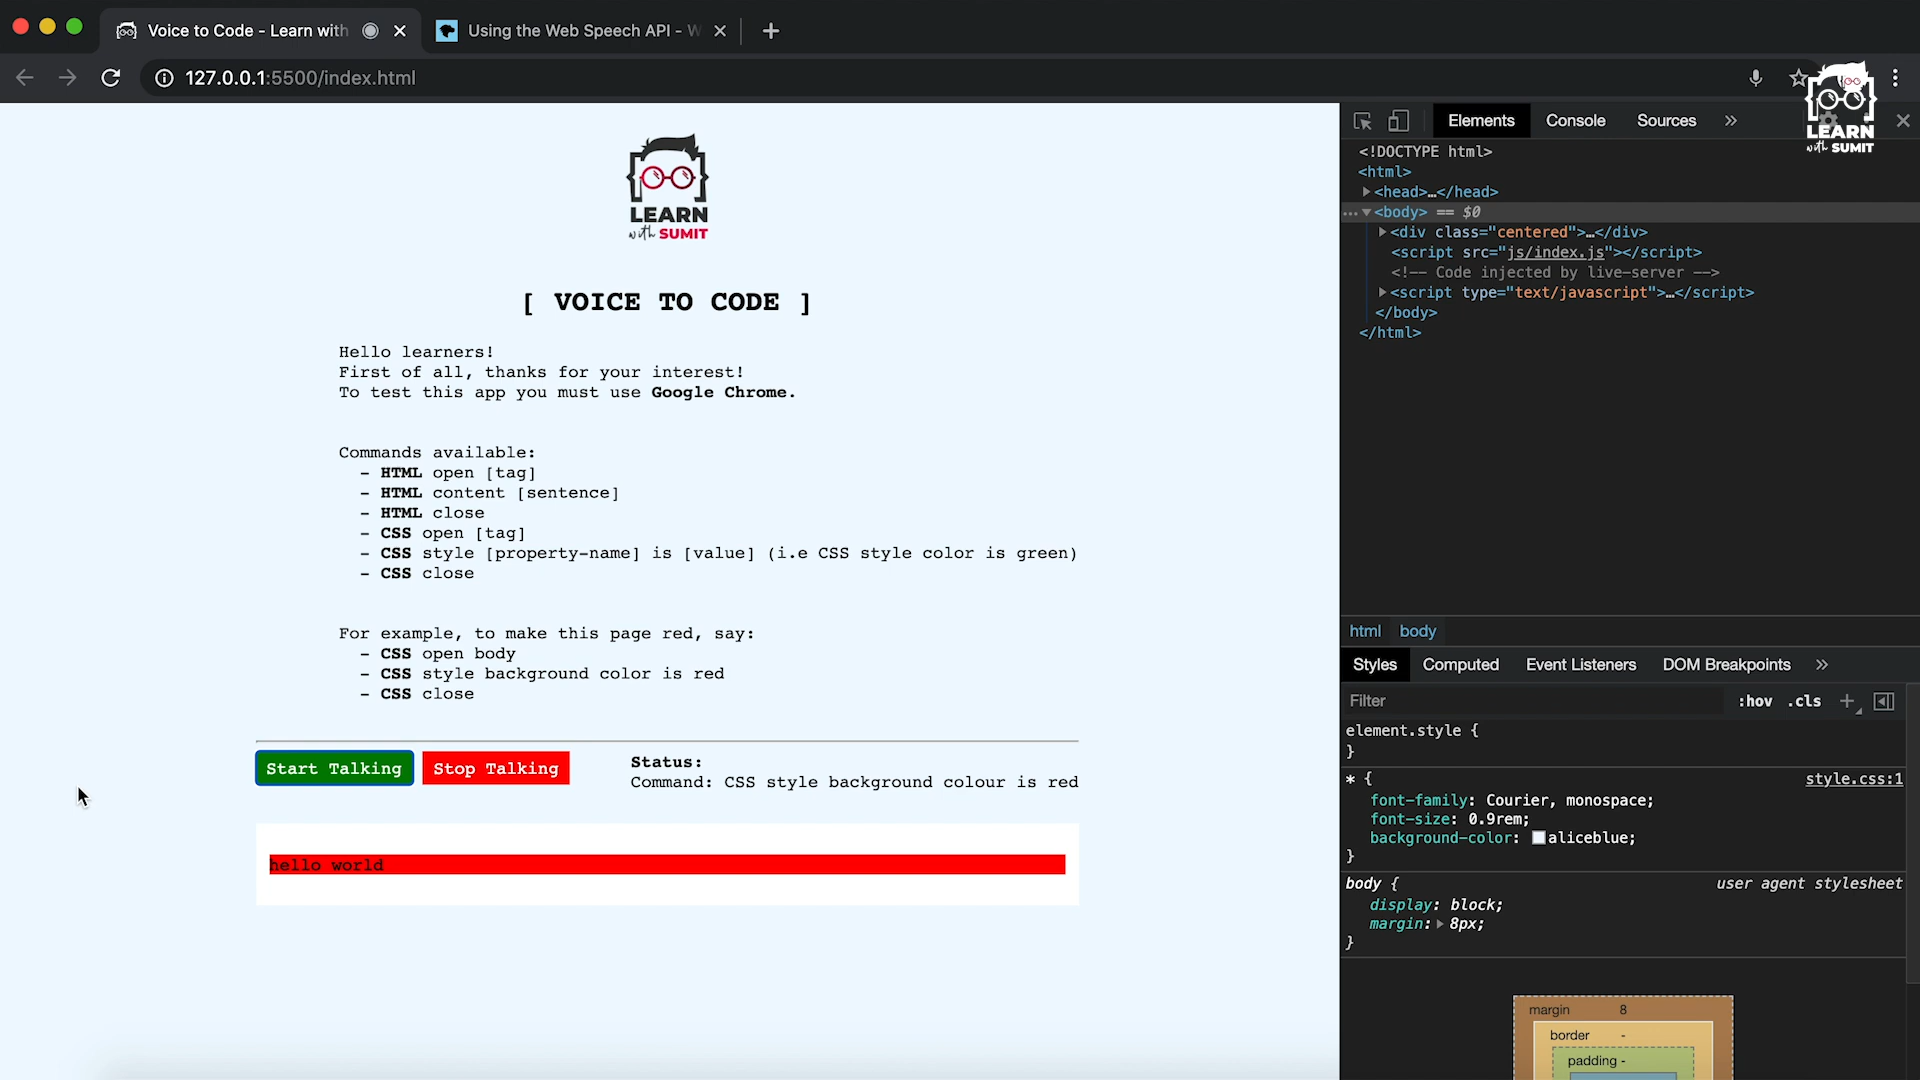 Voice to Code - Learn with
Using the Web Speech API - W
127.0.0.1:5500/index.html
LEARN
with SUMIT
LEARN
with SUMIT
[ VOICE TO CODE ]
Hello learners!
First of all, thanks for your interest!
To test this app you must use Google Chrome.
Commands available:
- HTML open [tag]
- HTML content [sentence]
- HTML close
- CSS open [tag]
- CSS style [property-name] is [value] (i.e CSS style color is green)
- CSS close
For example, to make this page red, say:
- CSS open body
- CSS style background color is red
- CSS close
Start Talking
Stop Talking
Status:
Command: CSS style background colour is red
hello world
Elements
Console
Sources
<!DOCTYPE html>
<html>
<head>…</head>
<body> == $0
<div class="centered">…</div>
<script src="js/index.js"></script>
<!-- Code injected by live-server -->
<script type="text/javascript">…</script>
</body>
</html>
html body
Styles
Computed
Event Listeners
DOM Breakpoints
Filter
:hov .cls
element.style {
}
* {
style.css:1
font-family: Courier, monospace;
font-size: 0.9rem;
background-color: aliceblue;
}
body {
user agent stylesheet
display: block;
margin: 8px;
}
margin 8
border -
padding -